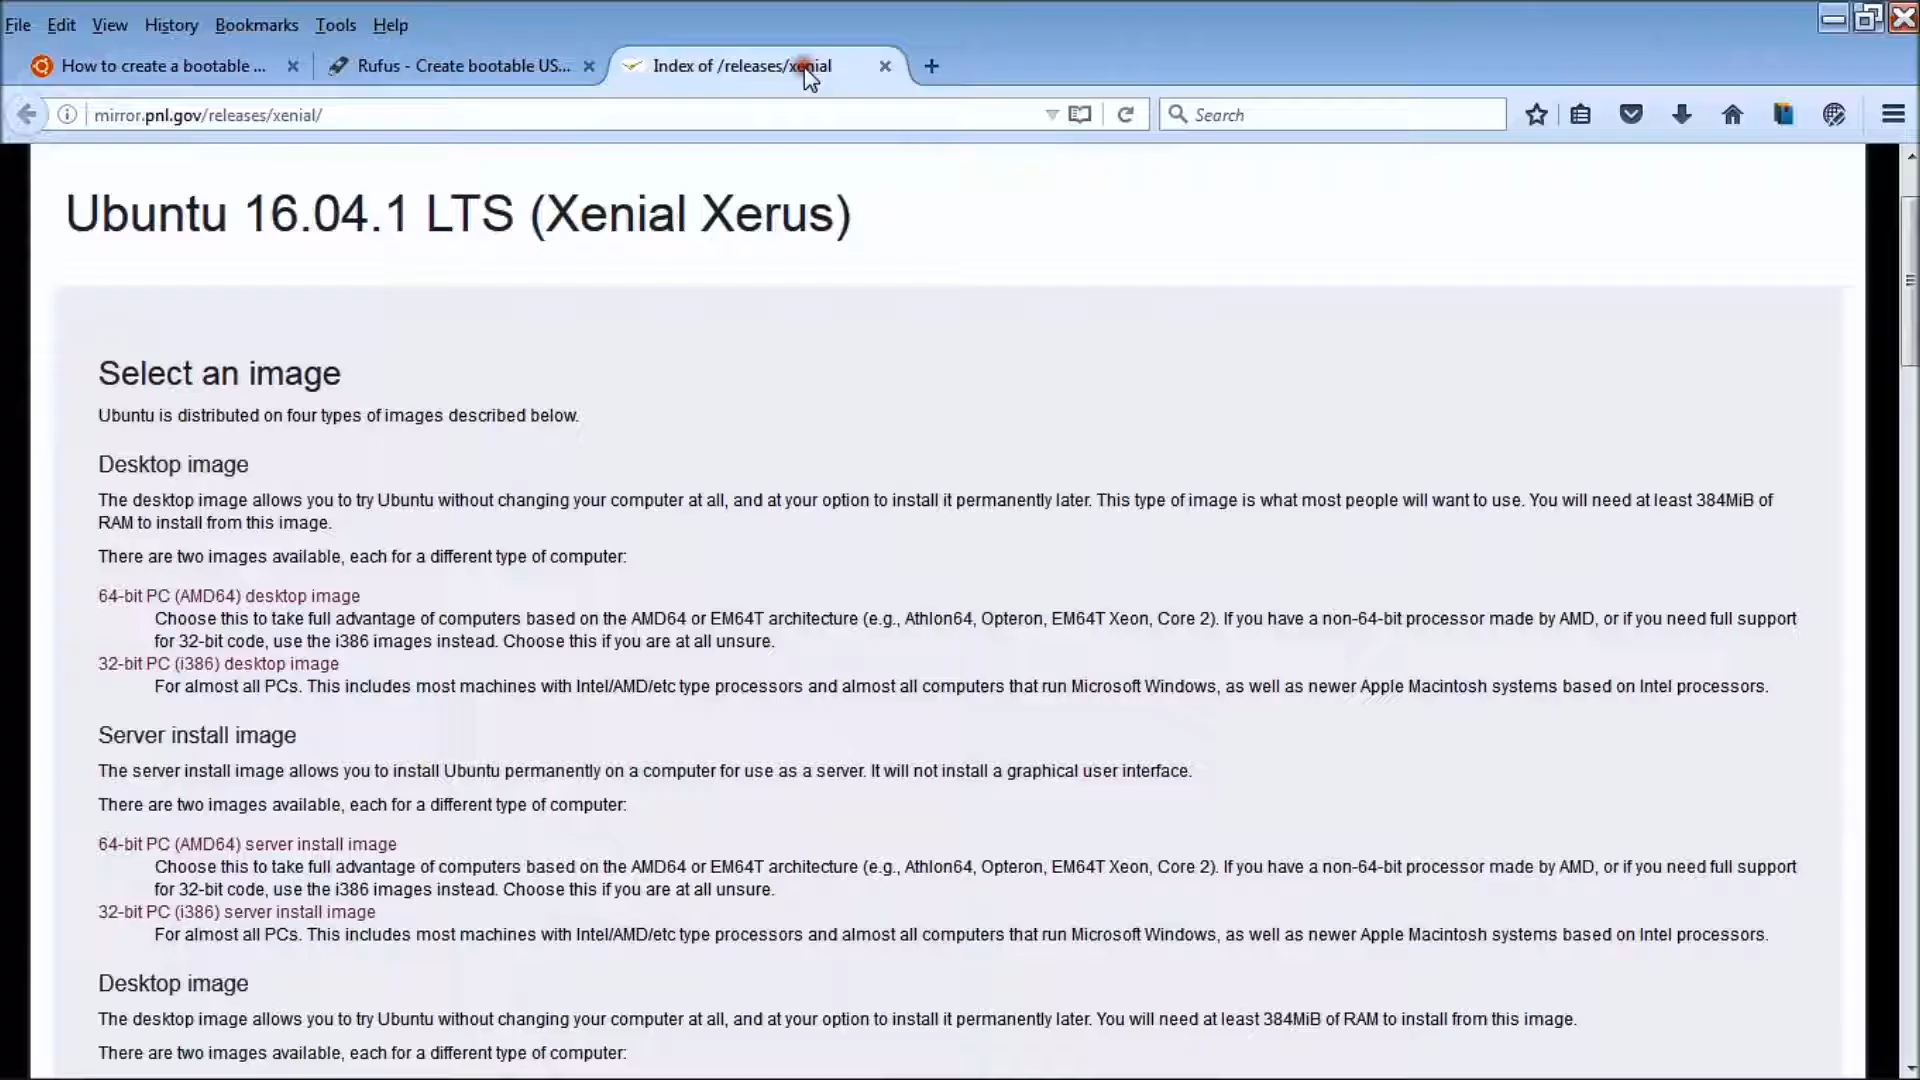 File Edit View History Bookmarks Tools Help
How to create a bootable ... Rufus - Create bootable US... Index of /releases/xenial
mirror.pnl.gov/releases/xenial/ Search
Ubuntu 16.04.1 LTS (Xenial Xerus)
Select an image
Ubuntu is distributed on four types of images described below.
Desktop image
The desktop image allows you to try Ubuntu without changing your computer at all, and at your option to install it permanently later. This type of image is what most people will want to use. You will need at least 384MiB of
RAM to install from this image.
There are two images available, each for a different type of computer:
64-bit PC (AMD64) desktop image
Choose this to take full advantage of computers based on the AMD64 or EM64T architecture (e.g., Athlon64, Opteron, EM64T Xeon, Core 2). If you have a non-64-bit processor made by AMD, or if you need full support
for 32-bit code, use the i386 images instead. Choose this if you are at all unsure.
32-bit PC (i386) desktop image
For almost all PCs. This includes most machines with Intel/AMD/etc type processors and almost all computers that run Microsoft Windows, as well as newer Apple Macintosh systems based on Intel processors.
Server install image
The server install image allows you to install Ubuntu permanently on a computer for use as a server. It will not install a graphical user interface.
There are two images available, each for a different type of computer:
64-bit PC (AMD64) server install image
Choose this to take full advantage of computers based on the AMD64 or EM64T architecture (e.g., Athlon64, Opteron, EM64T Xeon, Core 2). If you have a non-64-bit processor made by AMD, or if you need full support
for 32-bit code, use the i386 images instead. Choose this if you are at all unsure.
32-bit PC (i386) server install image
For almost all PCs. This includes most machines with Intel/AMD/etc type processors and almost all computers that run Microsoft Windows, as well as newer Apple Macintosh systems based on Intel processors.
Desktop image
The desktop image allows you to try Ubuntu without changing your computer at all, and at your option to install it permanently later. You will need at least 384MiB of RAM to install from this image.
There are two images available, each for a different type of computer: